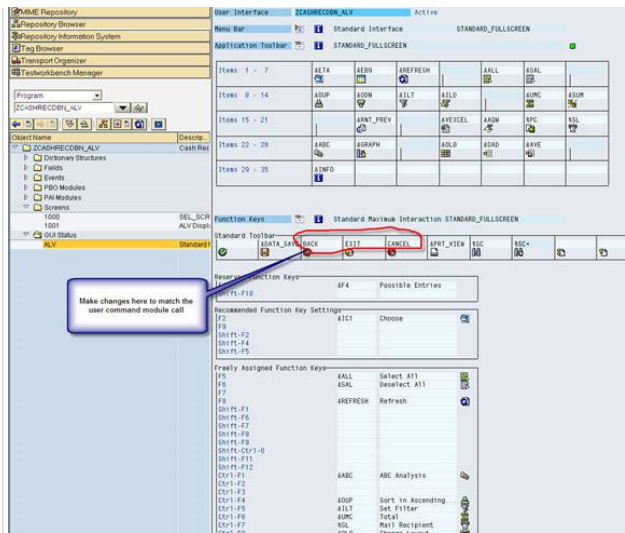 MIME Repository
Repository Browser
Repository Information System
Tag Browser
Transport Organizer
Testworkbench Manager
Program
ZCASHRECDBN_ALV
Object Name Descrip...
ZCASHRECDBN_ALV Cash Rec
Dictionary Structures
Fields
Events
PBO Modules
PAI Modules
Screens
1000 SEL_SCR
1001 ALV Displ
GUI Status
ALV Standard f
Make changes here to match the
user command module call
User Interface ZCASHRECDBN_ALV Active
Menu Bar Standard Interface STANDARD_FULLSCREEN
Application Toolbar STANDARD_FULLSCREEN
Items 1 - 7 &ETA &EB9 &REFRESH &ALL &SAL
Items 8 - 14 &OUP &ODN &ILT &ILD &UMC &SUM
Items 15 - 21 &RNT_PREV &VEXCEL &AQW %PC %SL
Items 22 - 28 &ABC &GRAPH &OL0 &OAD &AVE
Items 29 - 35 &INFO
Function Keys Standard Maximum Interaction STANDARD_FULLSCREEN
Standard Toolbar
&DATA_SAVE BACK EXIT CANCEL &PRT_VIEW %SC %SC+
Reserved Function Keys
&F4 Possible Entries
Shift-F10
Recommended Function Key Settings
F2 &IC1 Choose
F9
Shift-F2
Shift-F4
Shift-F5
Freely Assigned Function Keys
F5 &ALL Select All
F6 &SAL Deselect All
F7
F8 &REFRESH Refresh
Shift-F1
Shift-F6
Shift-F7
Shift-F8
Shift-F9
Shift-Ctrl-0
Shift-F11
Shift-F12
Ctrl-F1 &ABC ABC Analysis
Ctrl-F2
Ctrl-F3
Ctrl-F4 &OUP Sort in Ascending
Ctrl-F5 &ILT Set Filter
Ctrl-F6 &UMC Total
Ctrl-F7 %SL Mail Recipient